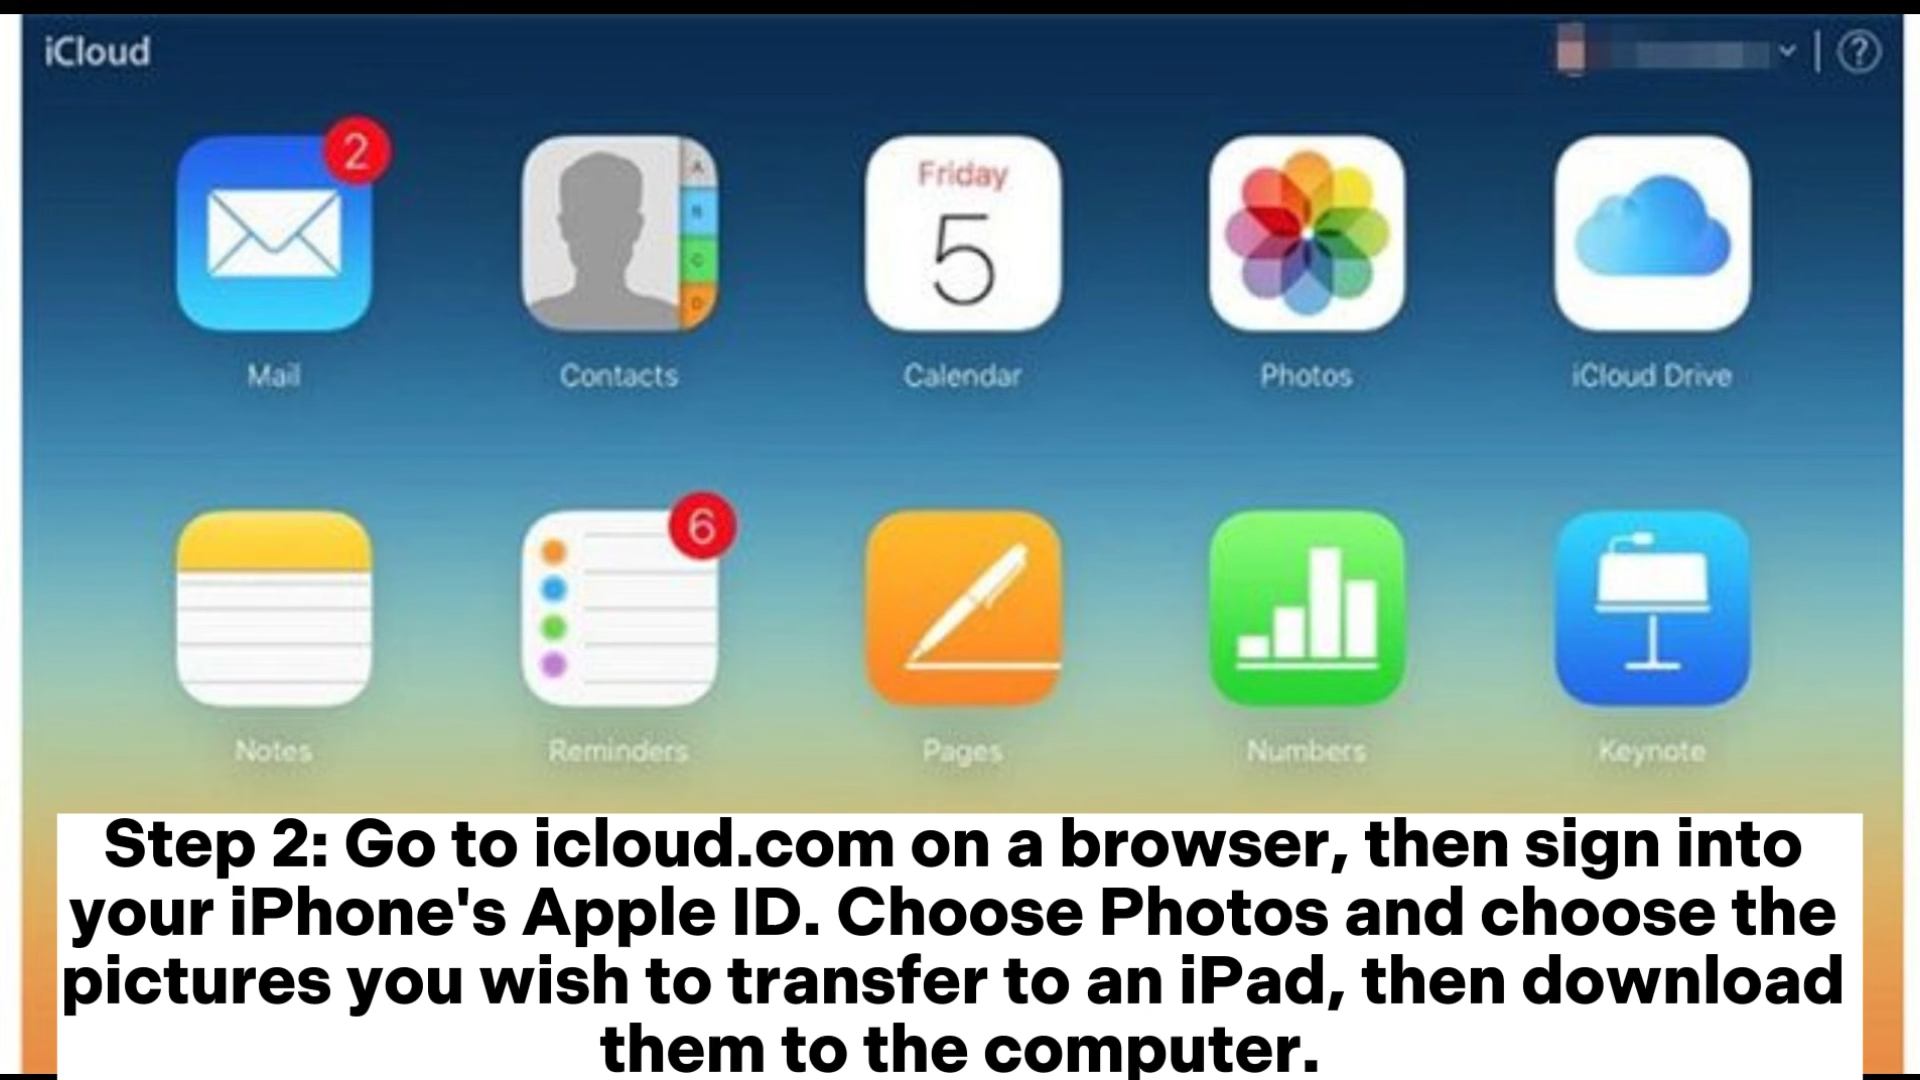 iCloud
2
Friday
5
A
B
C
D
Mail
Contacts
Calendar
Photos
iCloud Drive
6
Notes
Reminders
Pages
Numbers
Keynote
Step 2: Go to icloud.com on a browser, then sign into
your iPhone's Apple ID. Choose Photos and choose the
pictures you wish to transfer to an iPad, then download
them to the computer.